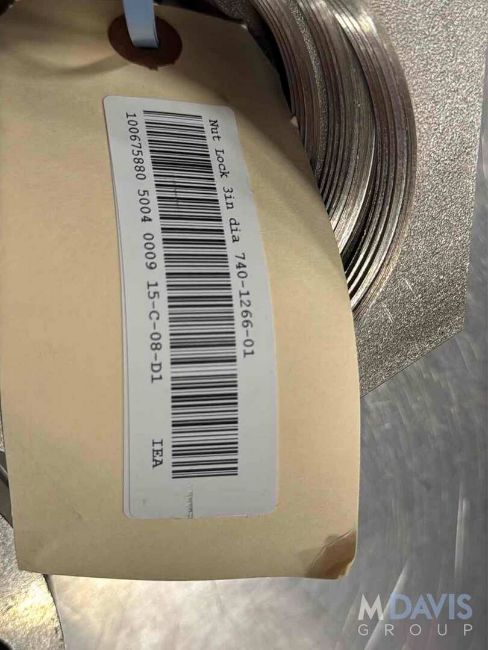 Nut Lock 3in dia 740-1266-01
100675880 5004 0009 15-C-08-D1 IEA
MDAVIS
GROUP